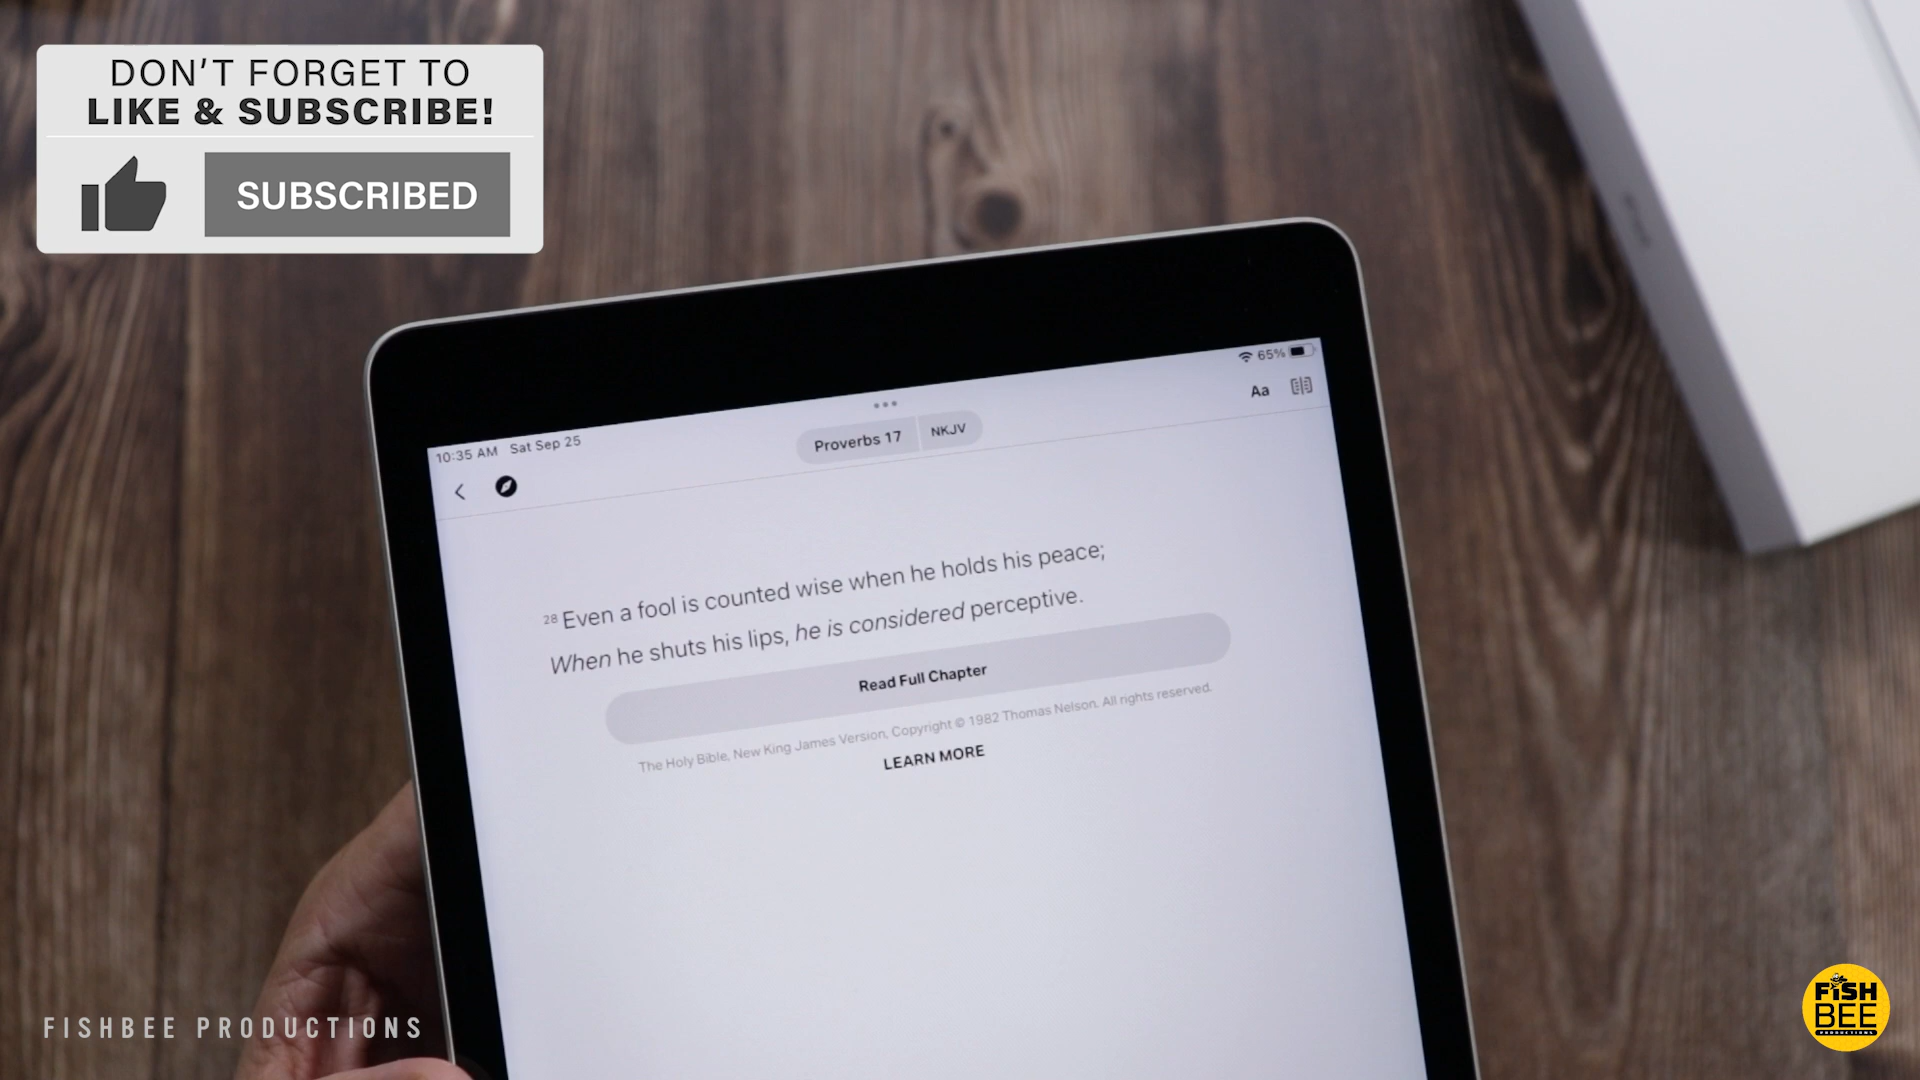 DON'T FORGET TO
LIKE & SUBSCRIBE!
SUBSCRIBED
65%
10:35 AM Sat Sep 25
Proverbs 17 NKJV
Aa
28 Even a fool is counted wise when he holds his peace;
When he shuts his lips, he is considered perceptive.
Read Full Chapter
The Holy Bible, New King James Version, Copyright © 1982 Thomas Nelson. All rights reserved.
LEARN MORE
FISHBEE PRODUCTIONS
FISH
BEE
PRODUCTIONS